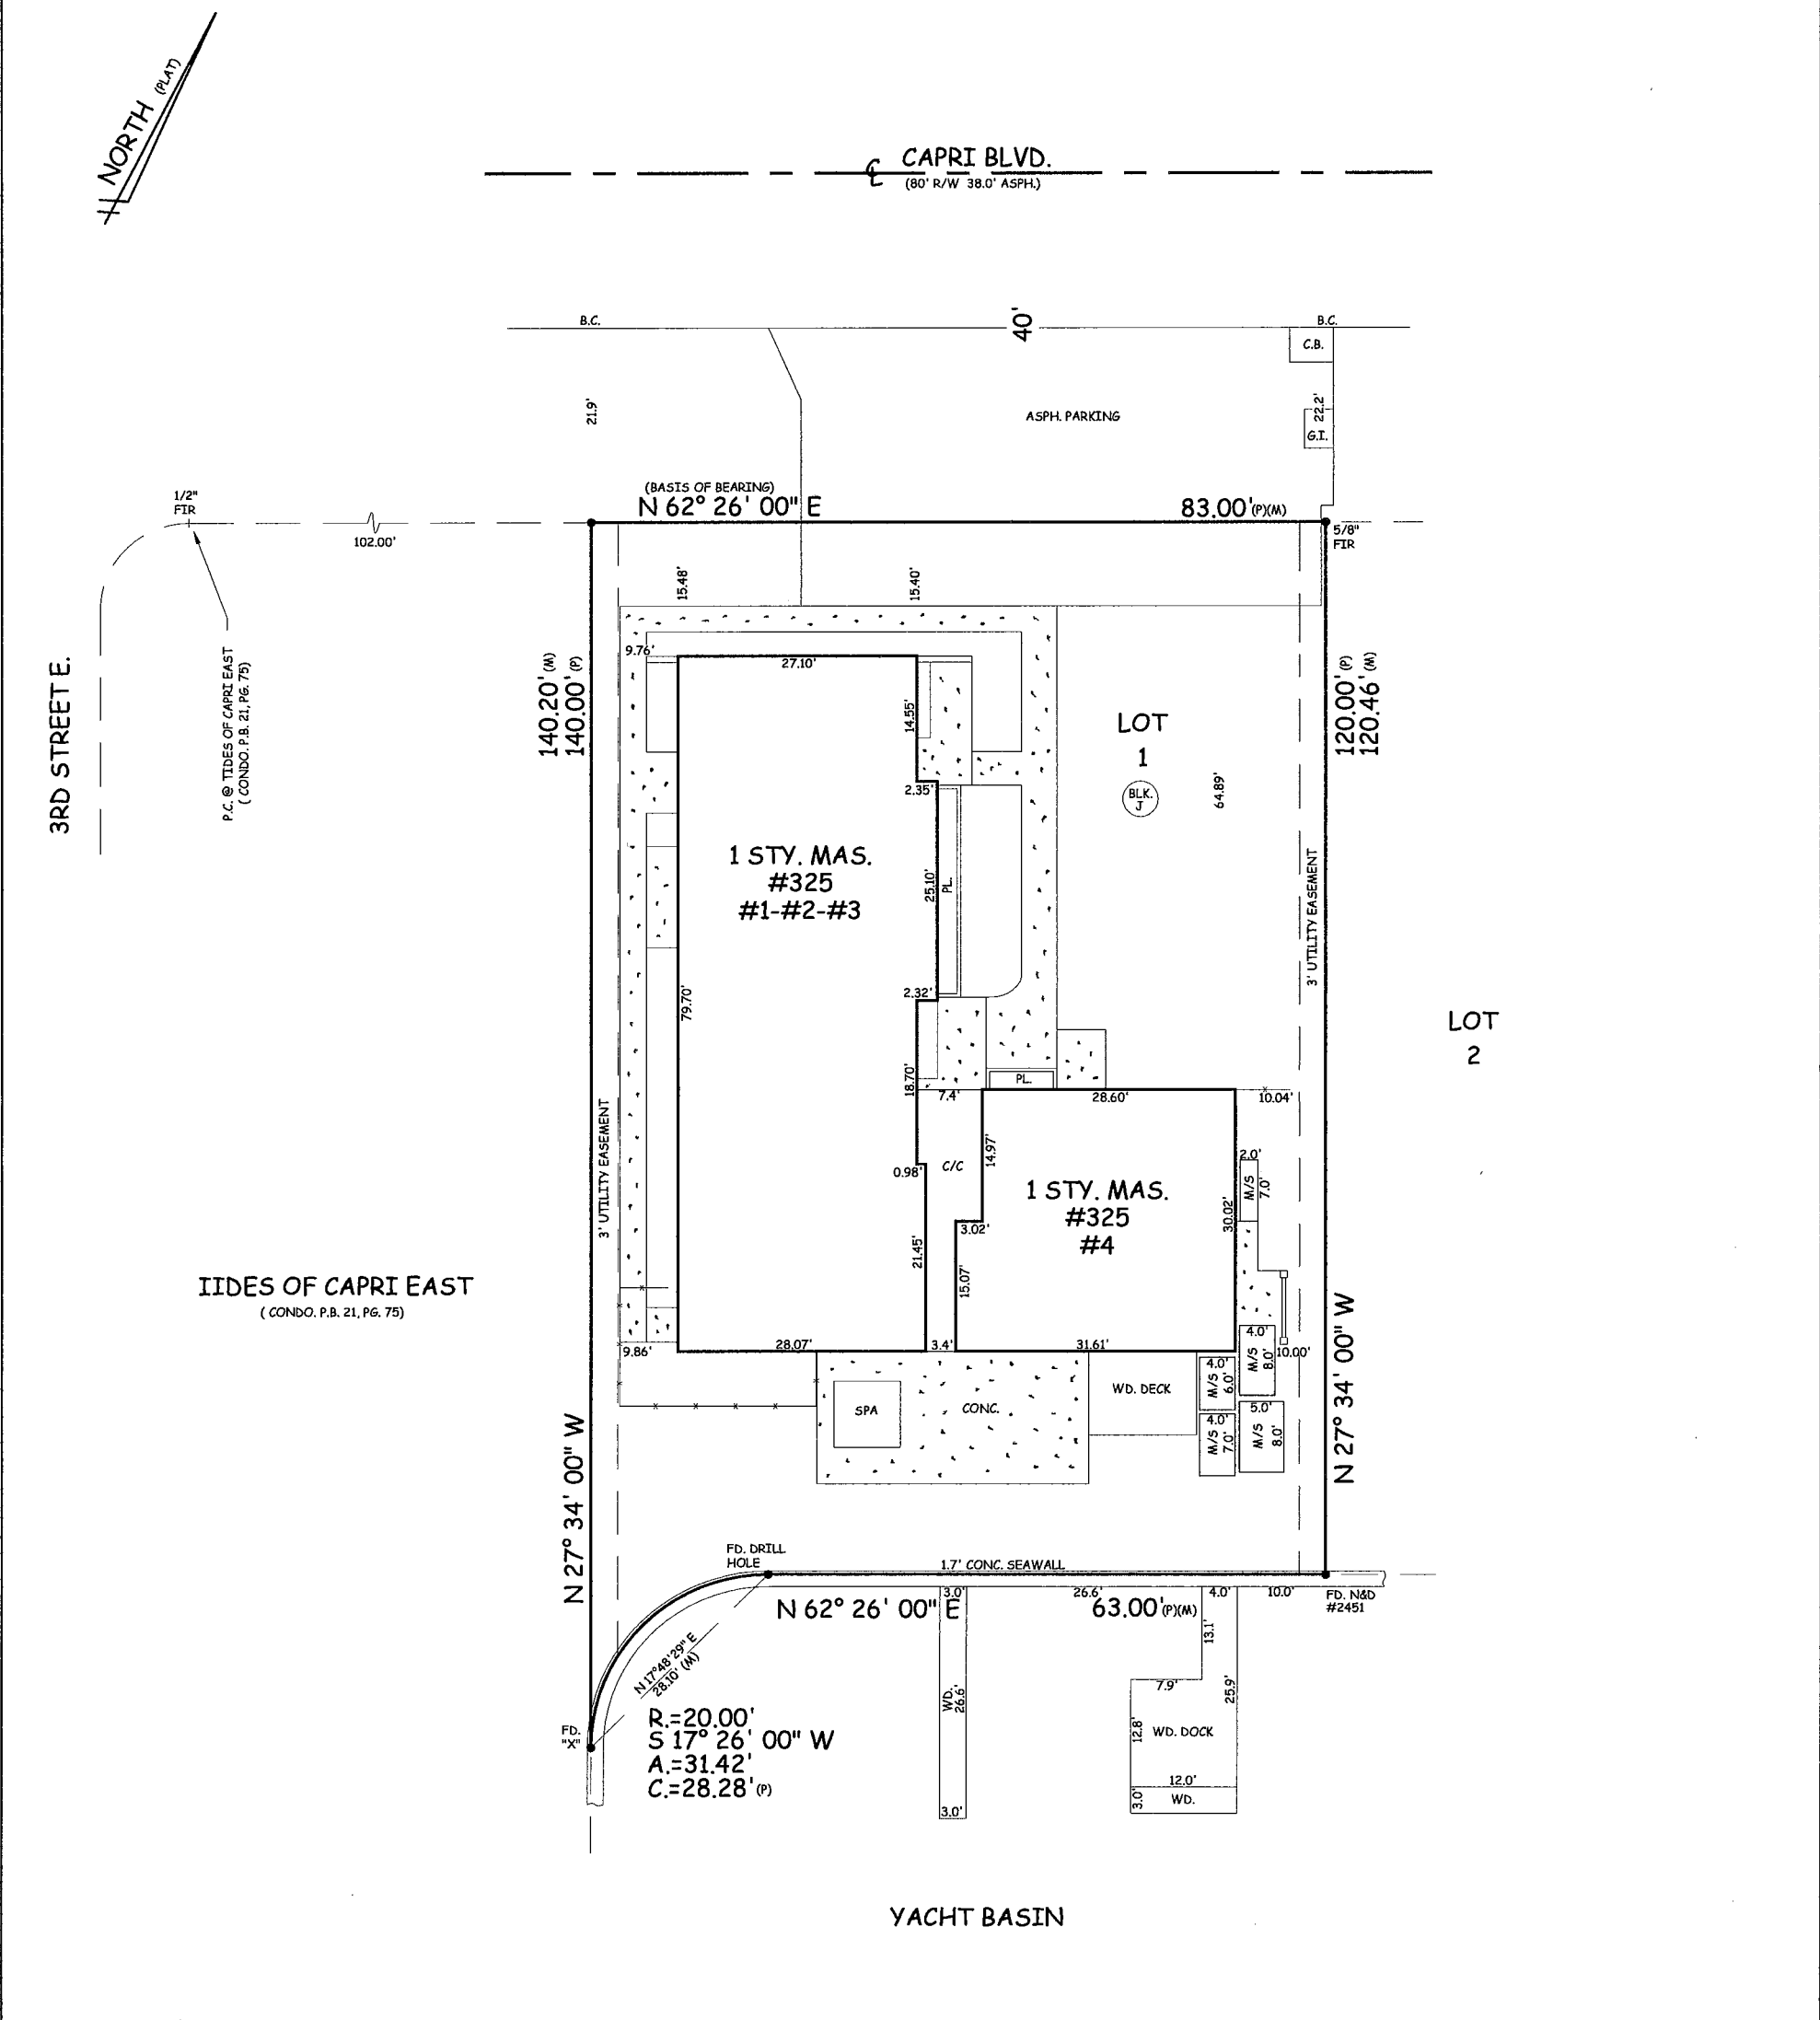 NORTH (PLAT)
CAPRI BLVD.
(80' R/W 38.0' ASPH.)
B.C.
40'
B.C.
C.B.
21.9'
ASPH. PARKING
22.2'
G.I.
(BASIS OF BEARING)
N 62° 26' 00" E
83.00' (P)(M)
1/2"
FIR
102.00'
5/8"
FIR
15.48'
15.40'
3RD STREET E.
P.C. @ TIDES OF CAPRI EAST
( CONDO. P.B. 21, PG. 75)
140.20' (M)
140.00' (P)
9.76'
27.10'
14.55'
120.00' (P)
120.46' (M)
LOT
1
BLK.
J
64.89'
2.35'
1 STY. MAS.
#325
#1-#2-#3
25.10'
PL.
3' UTILITY EASEMENT
79.70'
2.32'
LOT
2
18.70'
PL.
7.4'
28.60'
10.04'
3' UTILITY EASEMENT
0.98'
C/C
14.97'
2.0'
M/S
7.0'
1 STY. MAS.
#325
#4
30.02'
3.02'
21.45'
15.07'
IIDES OF CAPRI EAST
( CONDO. P.B. 21, PG. 75)
9.86'
28.07'
3.4'
31.61'
4.0'
M/S
8.0'
10.00'
SPA
CONC.
WD. DECK
4.0'
M/S
6.0'
4.0'
M/S
7.0'
5.0'
M/S
8.0'
N 27° 34' 00" W
N 27° 34' 00" W
FD. DRILL
HOLE
1.7' CONC. SEAWALL
3.0'
26.6'
4.0'
10.0'
FD. N&D
#2451
N 62° 26' 00" E
63.00' (P)(M)
13.1'
N 17°48'29" E
28.10' (M)
7.9'
25.9'
WD.
26.6'
12.8'
WD. DOCK
FD.
"X"
R.=20.00'
S 17° 26' 00" W
A.=31.42'
C.=28.28' (P)
12.0'
3.0'
WD.
3.0'
YACHT BASIN